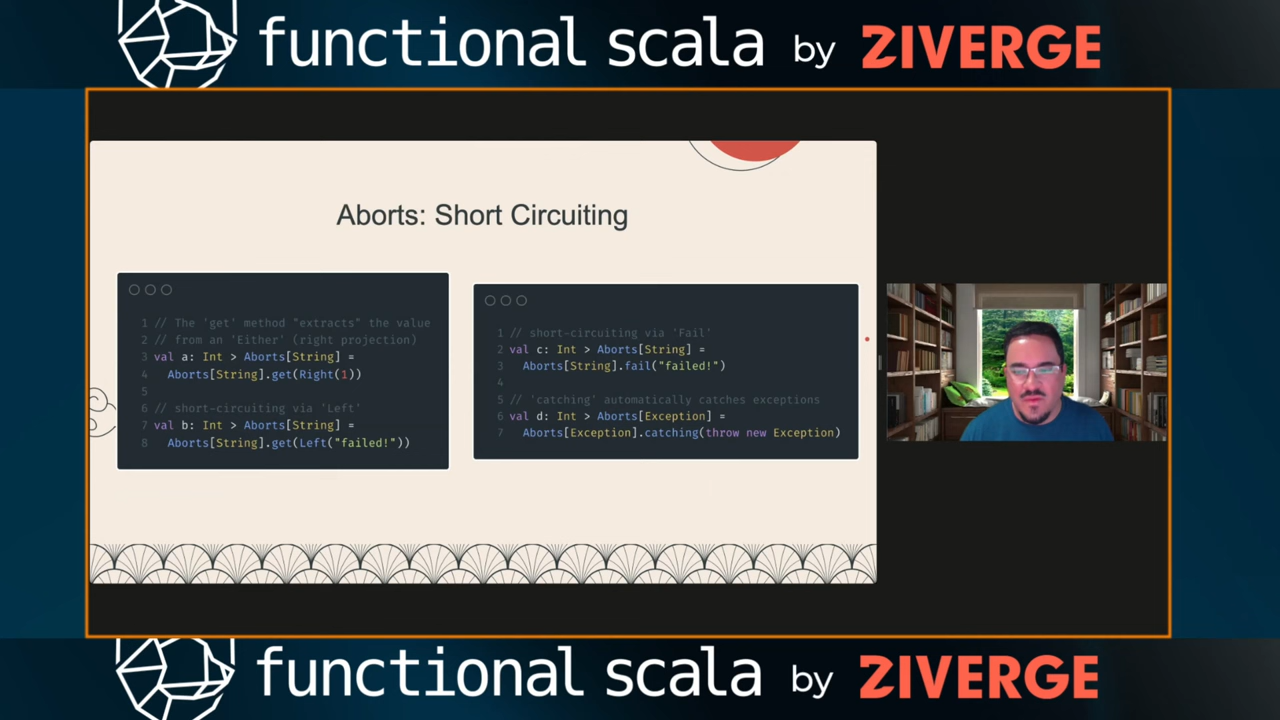 functional scala by ZIVERGE
Aborts: Short Circuiting
1 // The 'get' method "extracts" the value
2 // from an 'Either' (right projection)
3 val a: Int > Aborts[String] =
4 Aborts[String].get(Right(1))
5
6 // short-circuiting via 'Left'
7 val b: Int > Aborts[String] =
8 Aborts[String].get(Left("failed!"))
1 // short-circuiting via 'Fail'
2 val c: Int > Aborts[String] =
3 Aborts[String].fail("failed!")
4
5 // 'catching' automatically catches exceptions
6 val d: Int > Aborts[Exception] =
7 Aborts[Exception].catching(throw new Exception)
functional scala by ZIVERGE